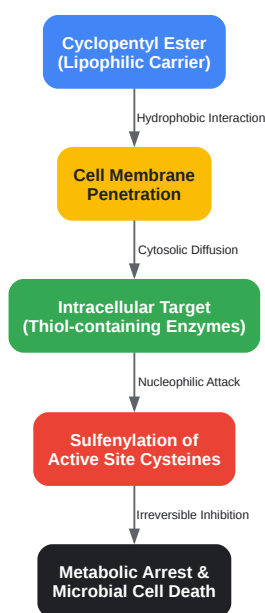 Cyclopentyl Ester
(Lipophilic Carrier)
Hydrophobic Interaction
Cell Membrane
Penetration
Cytosolic Diffusion
Intracellular Target
(Thiol-containing Enzymes)
Nucleophilic Attack
Sulfenylation of
Active Site Cysteines
Irreversible Inhibition
Metabolic Arrest &
Microbial Cell Death